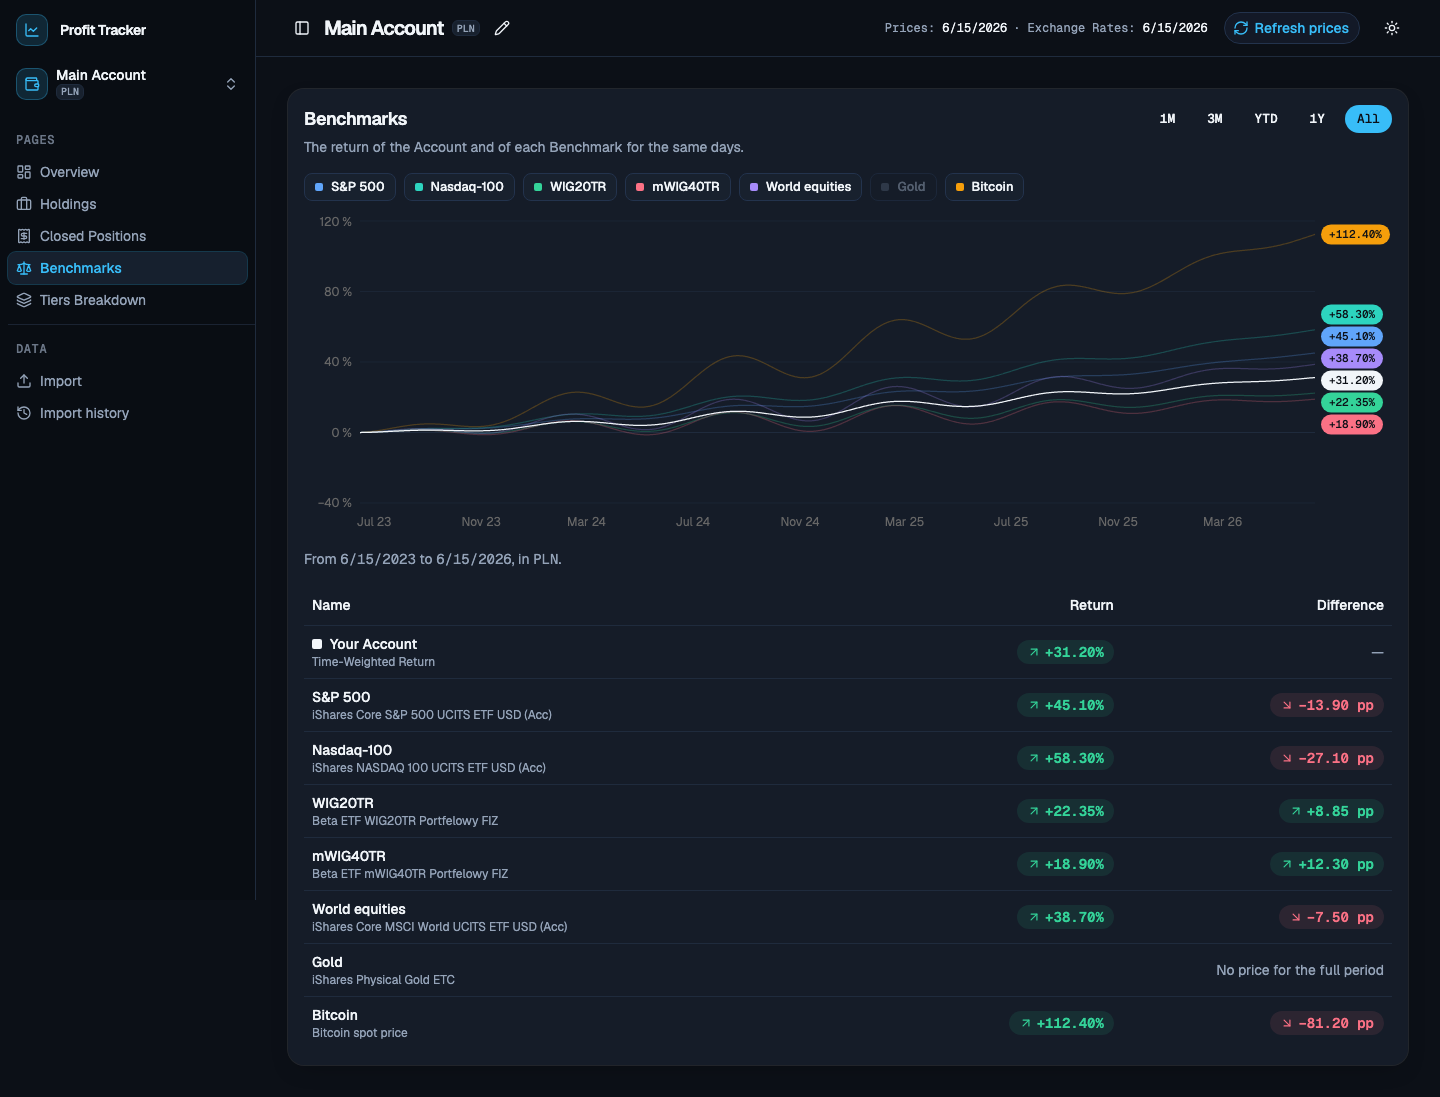 Profit Tracker
Main Account
PLN
PAGES
Overview
Holdings
Closed Positions
Benchmarks
Tiers Breakdown
DATA
Import
Import history
Main Account PLN
Prices: 6/15/2026 · Exchange Rates: 6/15/2026
Refresh prices
Benchmarks
1M 3M YTD 1Y All
The return of the Account and of each Benchmark for the same days.
S&P 500 Nasdaq-100 WIG20TR mWIG40TR World equities Gold Bitcoin
120 %
80 %
40 %
0 %
−40 %
+112.40%
+58.30%
+45.10%
+38.70%
+31.20%
+22.35%
+18.90%
Jul 23 Nov 23 Mar 24 Jul 24 Nov 24 Mar 25 Jul 25 Nov 25 Mar 26
From 6/15/2023 to 6/15/2026, in PLN.
Name Return Difference
Your Account
Time-Weighted Return
+31.20% —
S&P 500
iShares Core S&P 500 UCITS ETF USD (Acc)
+45.10% −13.90 pp
Nasdaq-100
iShares NASDAQ 100 UCITS ETF USD (Acc)
+58.30% −27.10 pp
WIG20TR
Beta ETF WIG20TR Portfelowy FIZ
+22.35% +8.85 pp
mWIG40TR
Beta ETF mWIG40TR Portfelowy FIZ
+18.90% +12.30 pp
World equities
iShares Core MSCI World UCITS ETF USD (Acc)
+38.70% −7.50 pp
Gold
iShares Physical Gold ETC
No price for the full period
Bitcoin
Bitcoin spot price
+112.40% −81.20 pp